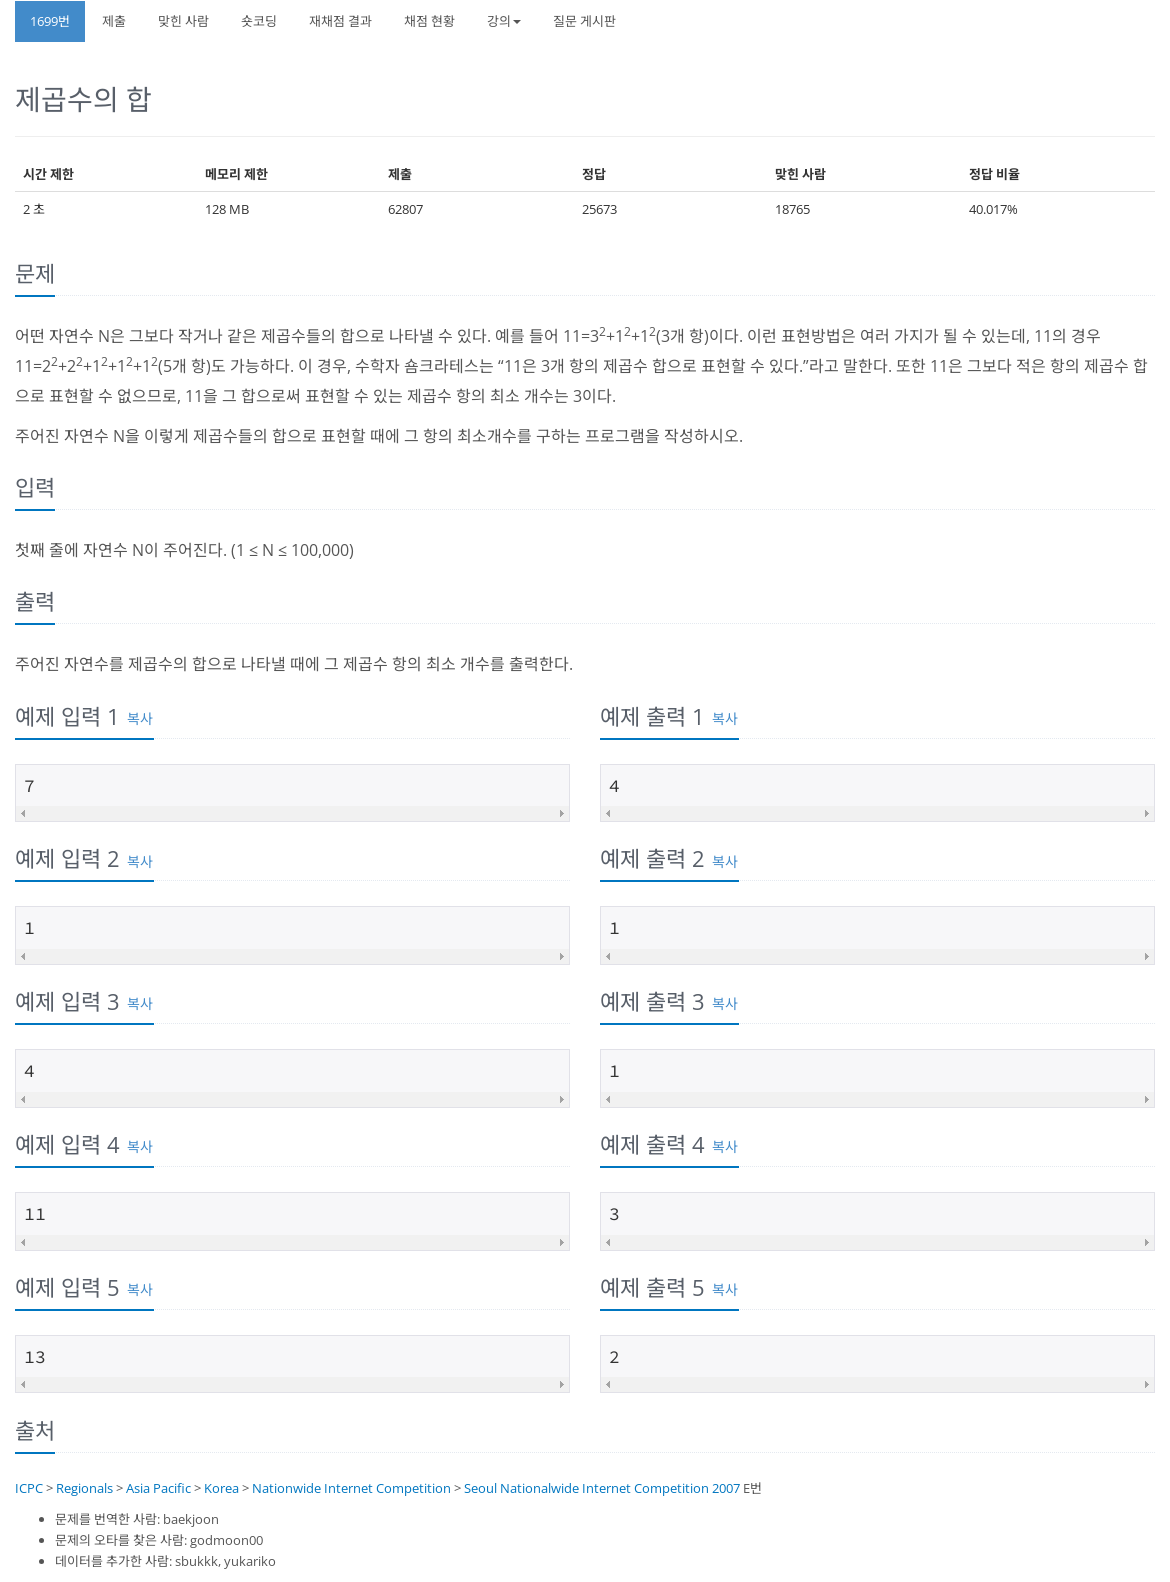 1699번 제출 맞힌 사람 숏코딩 재채점 결과 채점 현황 강의 질문 게시판
제곱수의 합
시간 제한 메모리 제한 제출 정답 맞힌 사람 정답 비율
2 초 128 MB 62807 25673 18765 40.017%
문제
어떤 자연수 N은 그보다 작거나 같은 제곱수들의 합으로 나타낼 수 있다. 예를 들어 11=3²+1²+1²(3개 항)이다. 이런 표현방법은 여러 가지가 될 수 있는데, 11의 경우
11=2²+2²+1²+1²+1²(5개 항)도 가능하다. 이 경우, 수학자 숌크라테스는 “11은 3개 항의 제곱수 합으로 표현할 수 있다.”라고 말한다. 또한 11은 그보다 적은 항의 제곱수 합
으로 표현할 수 없으므로, 11을 그 합으로써 표현할 수 있는 제곱수 항의 최소 개수는 3이다.
주어진 자연수 N을 이렇게 제곱수들의 합으로 표현할 때에 그 항의 최소개수를 구하는 프로그램을 작성하시오.
입력
첫째 줄에 자연수 N이 주어진다. (1 ≤ N ≤ 100,000)
출력
주어진 자연수를 제곱수의 합으로 나타낼 때에 그 제곱수 항의 최소 개수를 출력한다.
예제 입력 1 복사 예제 출력 1 복사
7 4
예제 입력 2 복사 예제 출력 2 복사
1 1
예제 입력 3 복사 예제 출력 3 복사
4 1
예제 입력 4 복사 예제 출력 4 복사
11 3
예제 입력 5 복사 예제 출력 5 복사
13 2
출처
ICPC > Regionals > Asia Pacific > Korea > Nationwide Internet Competition > Seoul Nationalwide Internet Competition 2007 E번
문제를 번역한 사람: baekjoon
문제의 오타를 찾은 사람: godmoon00
데이터를 추가한 사람: sbukkk, yukariko